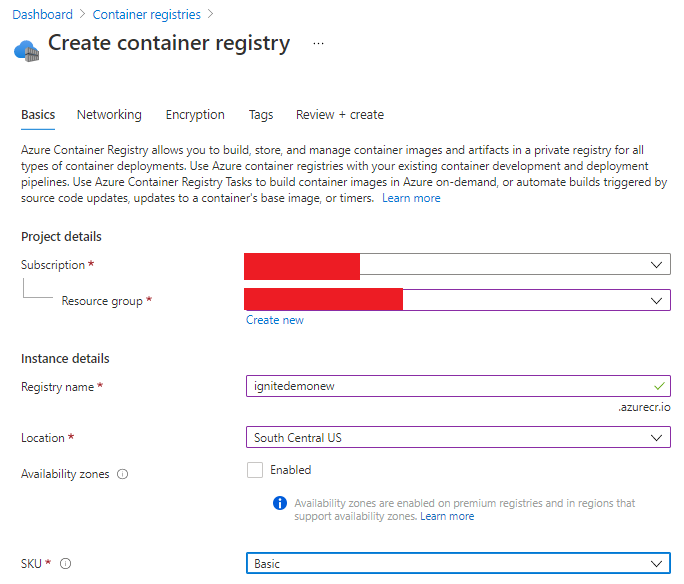 Dashboard > Container registries >
Create container registry ...
Basics Networking Encryption Tags Review + create
Azure Container Registry allows you to build, store, and manage container images and artifacts in a private registry for all
types of container deployments. Use Azure container registries with your existing container development and deployment
pipelines. Use Azure Container Registry Tasks to build container images in Azure on-demand, or automate builds triggered by
source code updates, updates to a container's base image, or timers. Learn more
Project details
Subscription *
Resource group *
Create new
Instance details
Registry name * ignitedemonew
.azurecr.io
Location * South Central US
Availability zones Enabled
Availability zones are enabled on premium registries and in regions that
support availability zones. Learn more
SKU * Basic